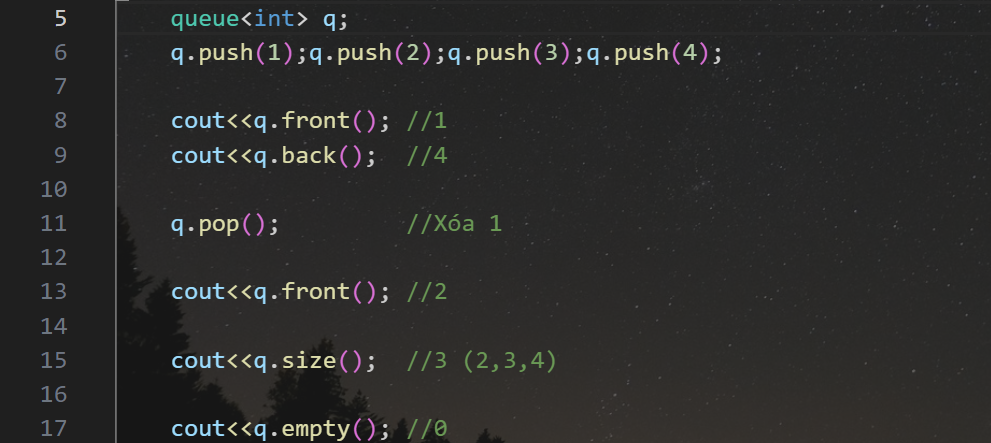 5 queue<int> q;
6 q.push(1);q.push(2);q.push(3);q.push(4);
7
8 cout<<q.front(); //1
9 cout<<q.back();  //4
10
11 q.pop();         //Xóa 1
12
13 cout<<q.front(); //2
14
15 cout<<q.size();  //3 (2,3,4)
16
17 cout<<q.empty(); //0